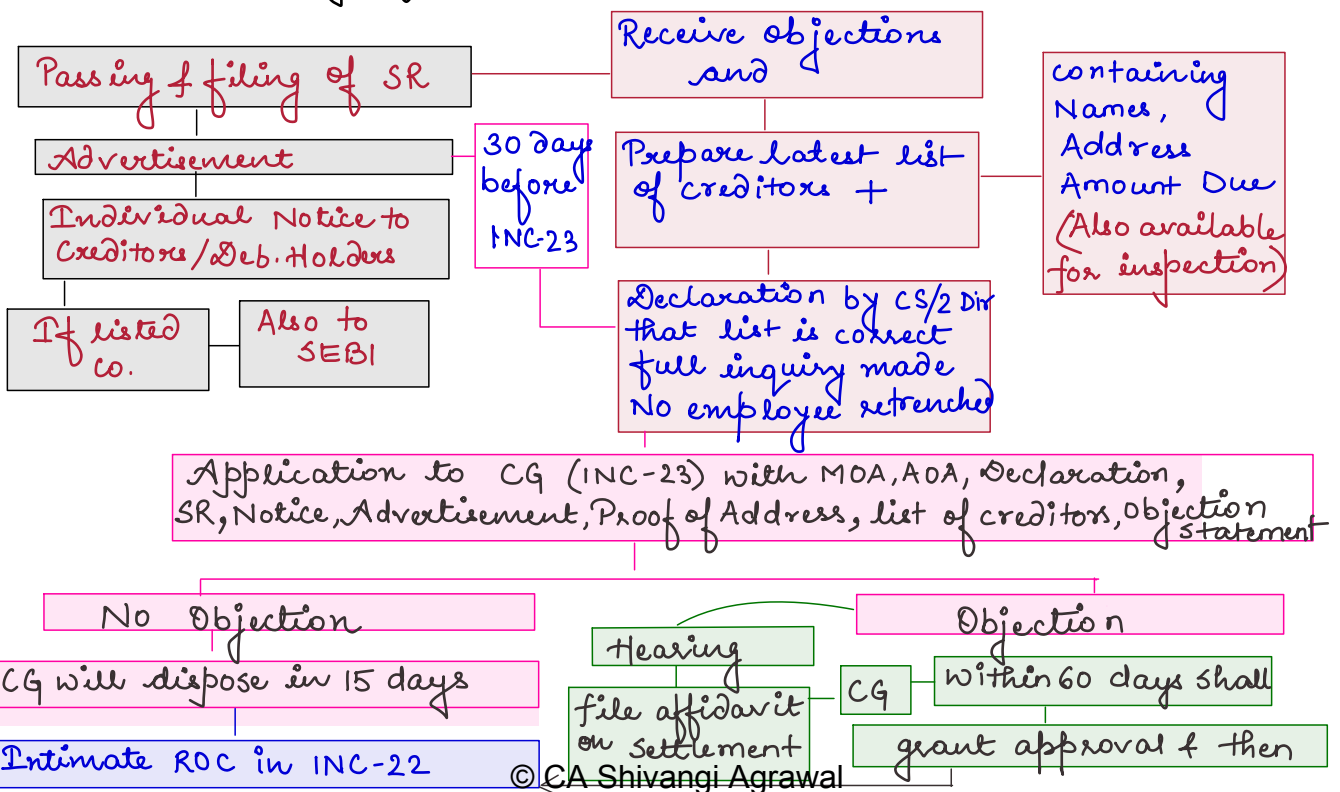 Passing & filing of SR
Advertisement
Individual Notice to
Creditors/Deb. Holders
If listed
co.
Also to
SEBI
30 days
before
INC-23
Receive objections
and
Prepare latest list
of creditors +
containing
Names,
Address
Amount Due
(Also available
for inspection)
Declaration by CS/2 Dir
that list is correct
full inquiry made
No employee retrenched
Application to CG (INC-23) with MOA, AOA, Declaration,
SR, Notice, Advertisement, Proof of Address, list of creditors, Objection
statement
No Objection
CG will dispose in 15 days
Intimate ROC in INC-22
Objection
Hearing
file affidavit
on settlement
CG
within 60 days shall
grant approval & then
© CA Shivangi Agrawal